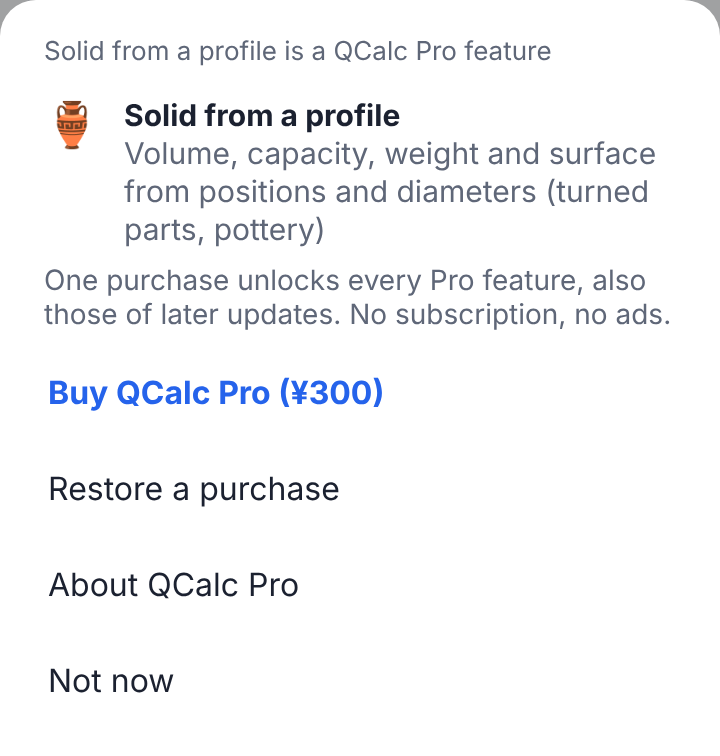 Solid from a profile is a QCalc Pro feature
Solid from a profile
Volume, capacity, weight and surface
from positions and diameters (turned
parts, pottery)
One purchase unlocks every Pro feature, also
those of later updates. No subscription, no ads.
Buy QCalc Pro (¥300)
Restore a purchase
About QCalc Pro
Not now